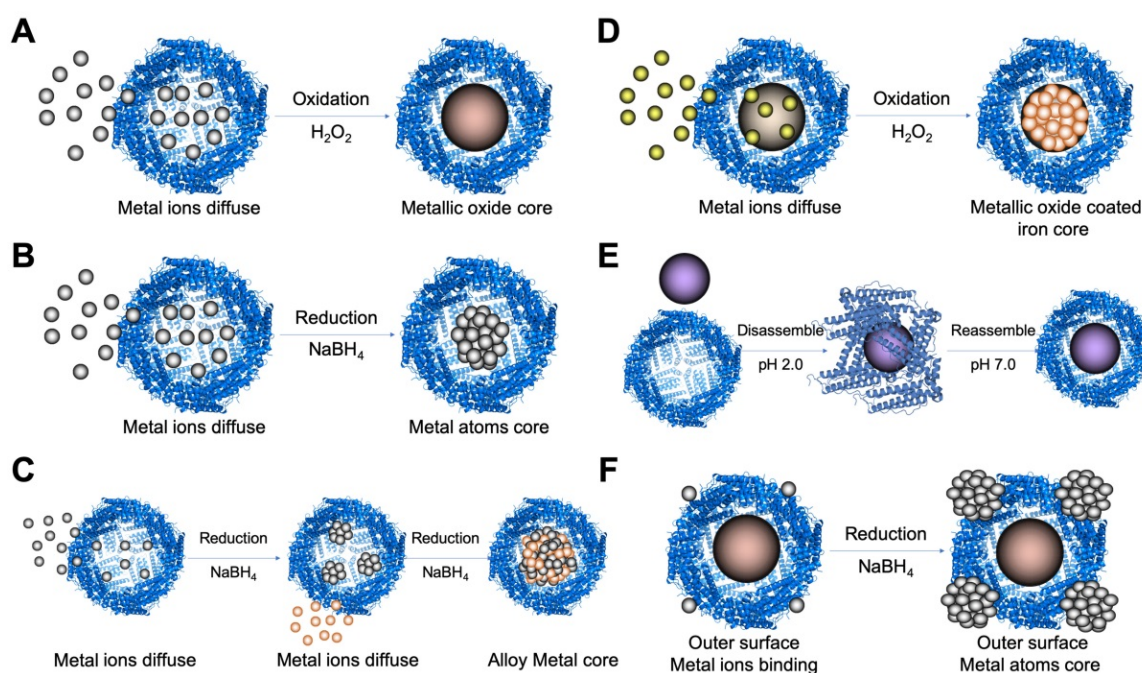 A
Oxidation
H₂O₂
Metal ions diffuse
Metallic oxide core
B
Reduction
NaBH₄
Metal ions diffuse
Metal atoms core
C
Reduction
NaBH₄
Reduction
NaBH₄
Metal ions diffuse
Metal ions diffuse
Alloy Metal core
D
Oxidation
H₂O₂
Metal ions diffuse
Metallic oxide coated
iron core
E
Disassemble
pH 2.0
Reassemble
pH 7.0
F
Reduction
NaBH₄
Outer surface
Metal ions binding
Outer surface
Metal atoms core